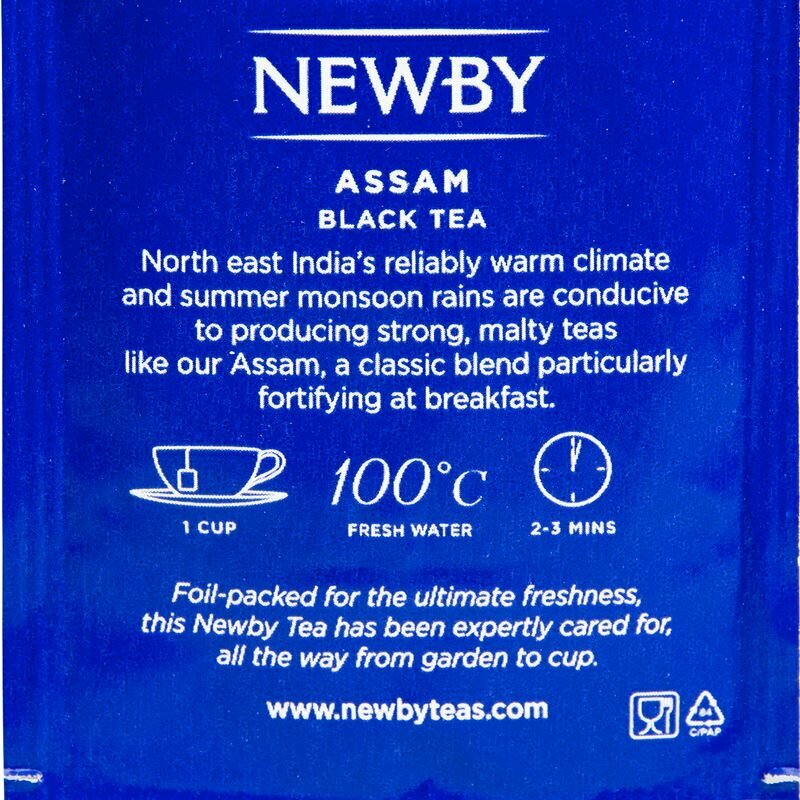 NEWBY
ASSAM
BLACK TEA
North east India's reliably warm climate
and summer monsoon rains are conducive
to producing strong, malty teas
like our Assam, a classic blend particularly
fortifying at breakfast.
100°C
1 CUP FRESH WATER 2-3 MINS
Foil-packed for the ultimate freshness,
this Newby Tea has been expertly cared for,
all the way from garden to cup.
www.newbyteas.com
84
C/PAP